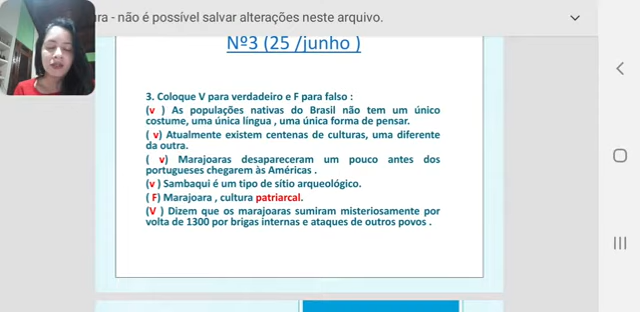 ura - não é possível salvar alterações neste arquivo.
Nº3 (25 /junho )
3. Coloque V para verdadeiro e F para falso :
(v ) As populações nativas do Brasil não tem um único
costume, uma única língua , uma única forma de pensar.
( v) Atualmente existem centenas de culturas, uma diferente
da outra.
( v) Marajoaras desapareceram um pouco antes dos
portugueses chegarem às Américas .
(v ) Sambaqui é um tipo de sítio arqueológico.
( F) Marajoara , cultura patriarcal.
(V ) Dizem que os marajoaras sumiram misteriosamente por
volta de 1300 por brigas internas e ataques de outros povos .